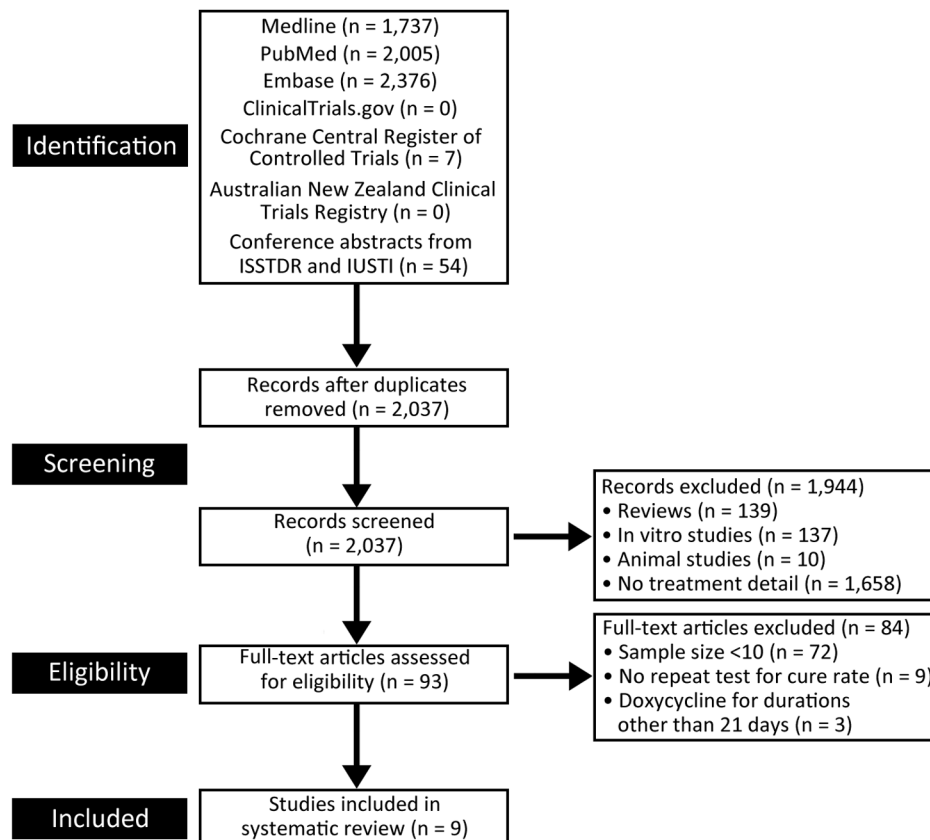 Identification
Medline (n = 1,737)
PubMed (n = 2,005)
Embase (n = 2,376)
ClinicalTrials.gov (n = 0)
Cochrane Central Register of
Controlled Trials (n = 7)
Australian New Zealand Clinical
Trials Registry (n = 0)
Conference abstracts from
ISSTDR and IUSTI (n = 54)
Records after duplicates
removed (n = 2,037)
Screening
Records screened
(n = 2,037)
Records excluded (n = 1,944)
• Reviews (n = 139)
• In vitro studies (n = 137)
• Animal studies (n = 10)
• No treatment detail (n = 1,658)
Eligibility
Full-text articles assessed
for eligibility (n = 93)
Full-text articles excluded (n = 84)
• Sample size <10 (n = 72)
• No repeat test for cure rate (n = 9)
• Doxycycline for durations
other than 21 days (n = 3)
Included
Studies included in
systematic review (n = 9)